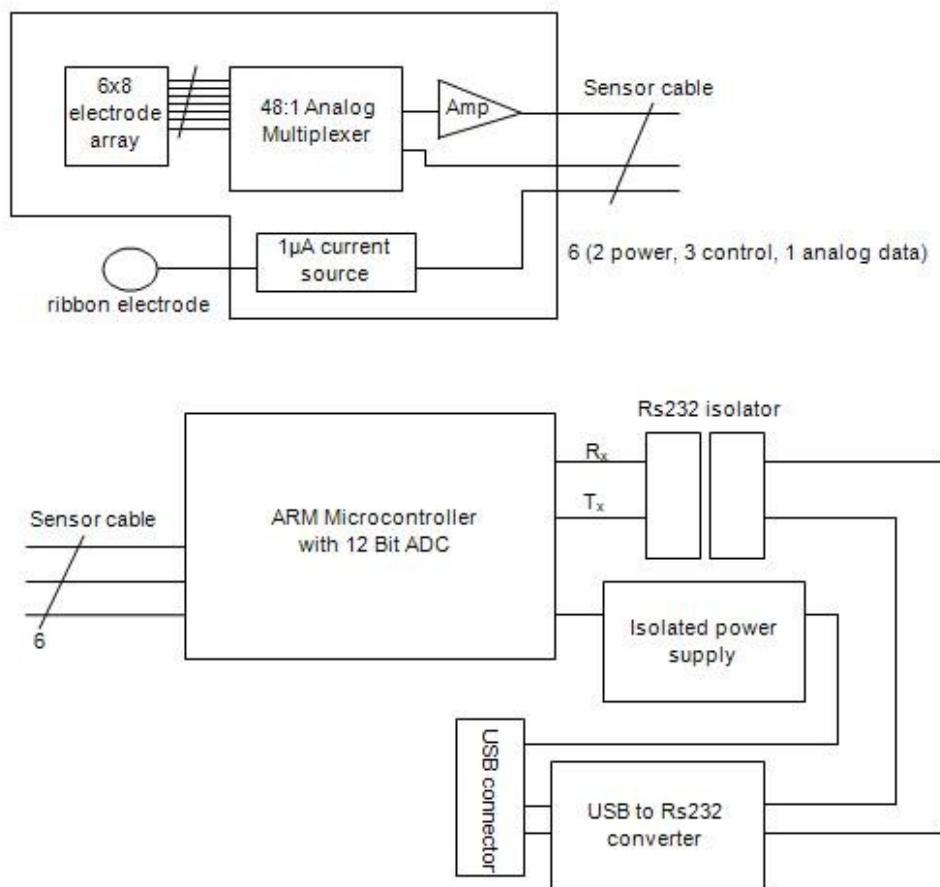 6x8
electrode
array
48:1 Analog
Multiplexer
Amp
Sensor cable
1µA current
source
6 (2 power, 3 control, 1 analog data)
ribbon electrode
Rs232 isolator
Rx
Tx
Sensor cable
ARM Microcontroller
with 12 Bit ADC
6
Isolated power
supply
USB connector
USB to Rs232
converter